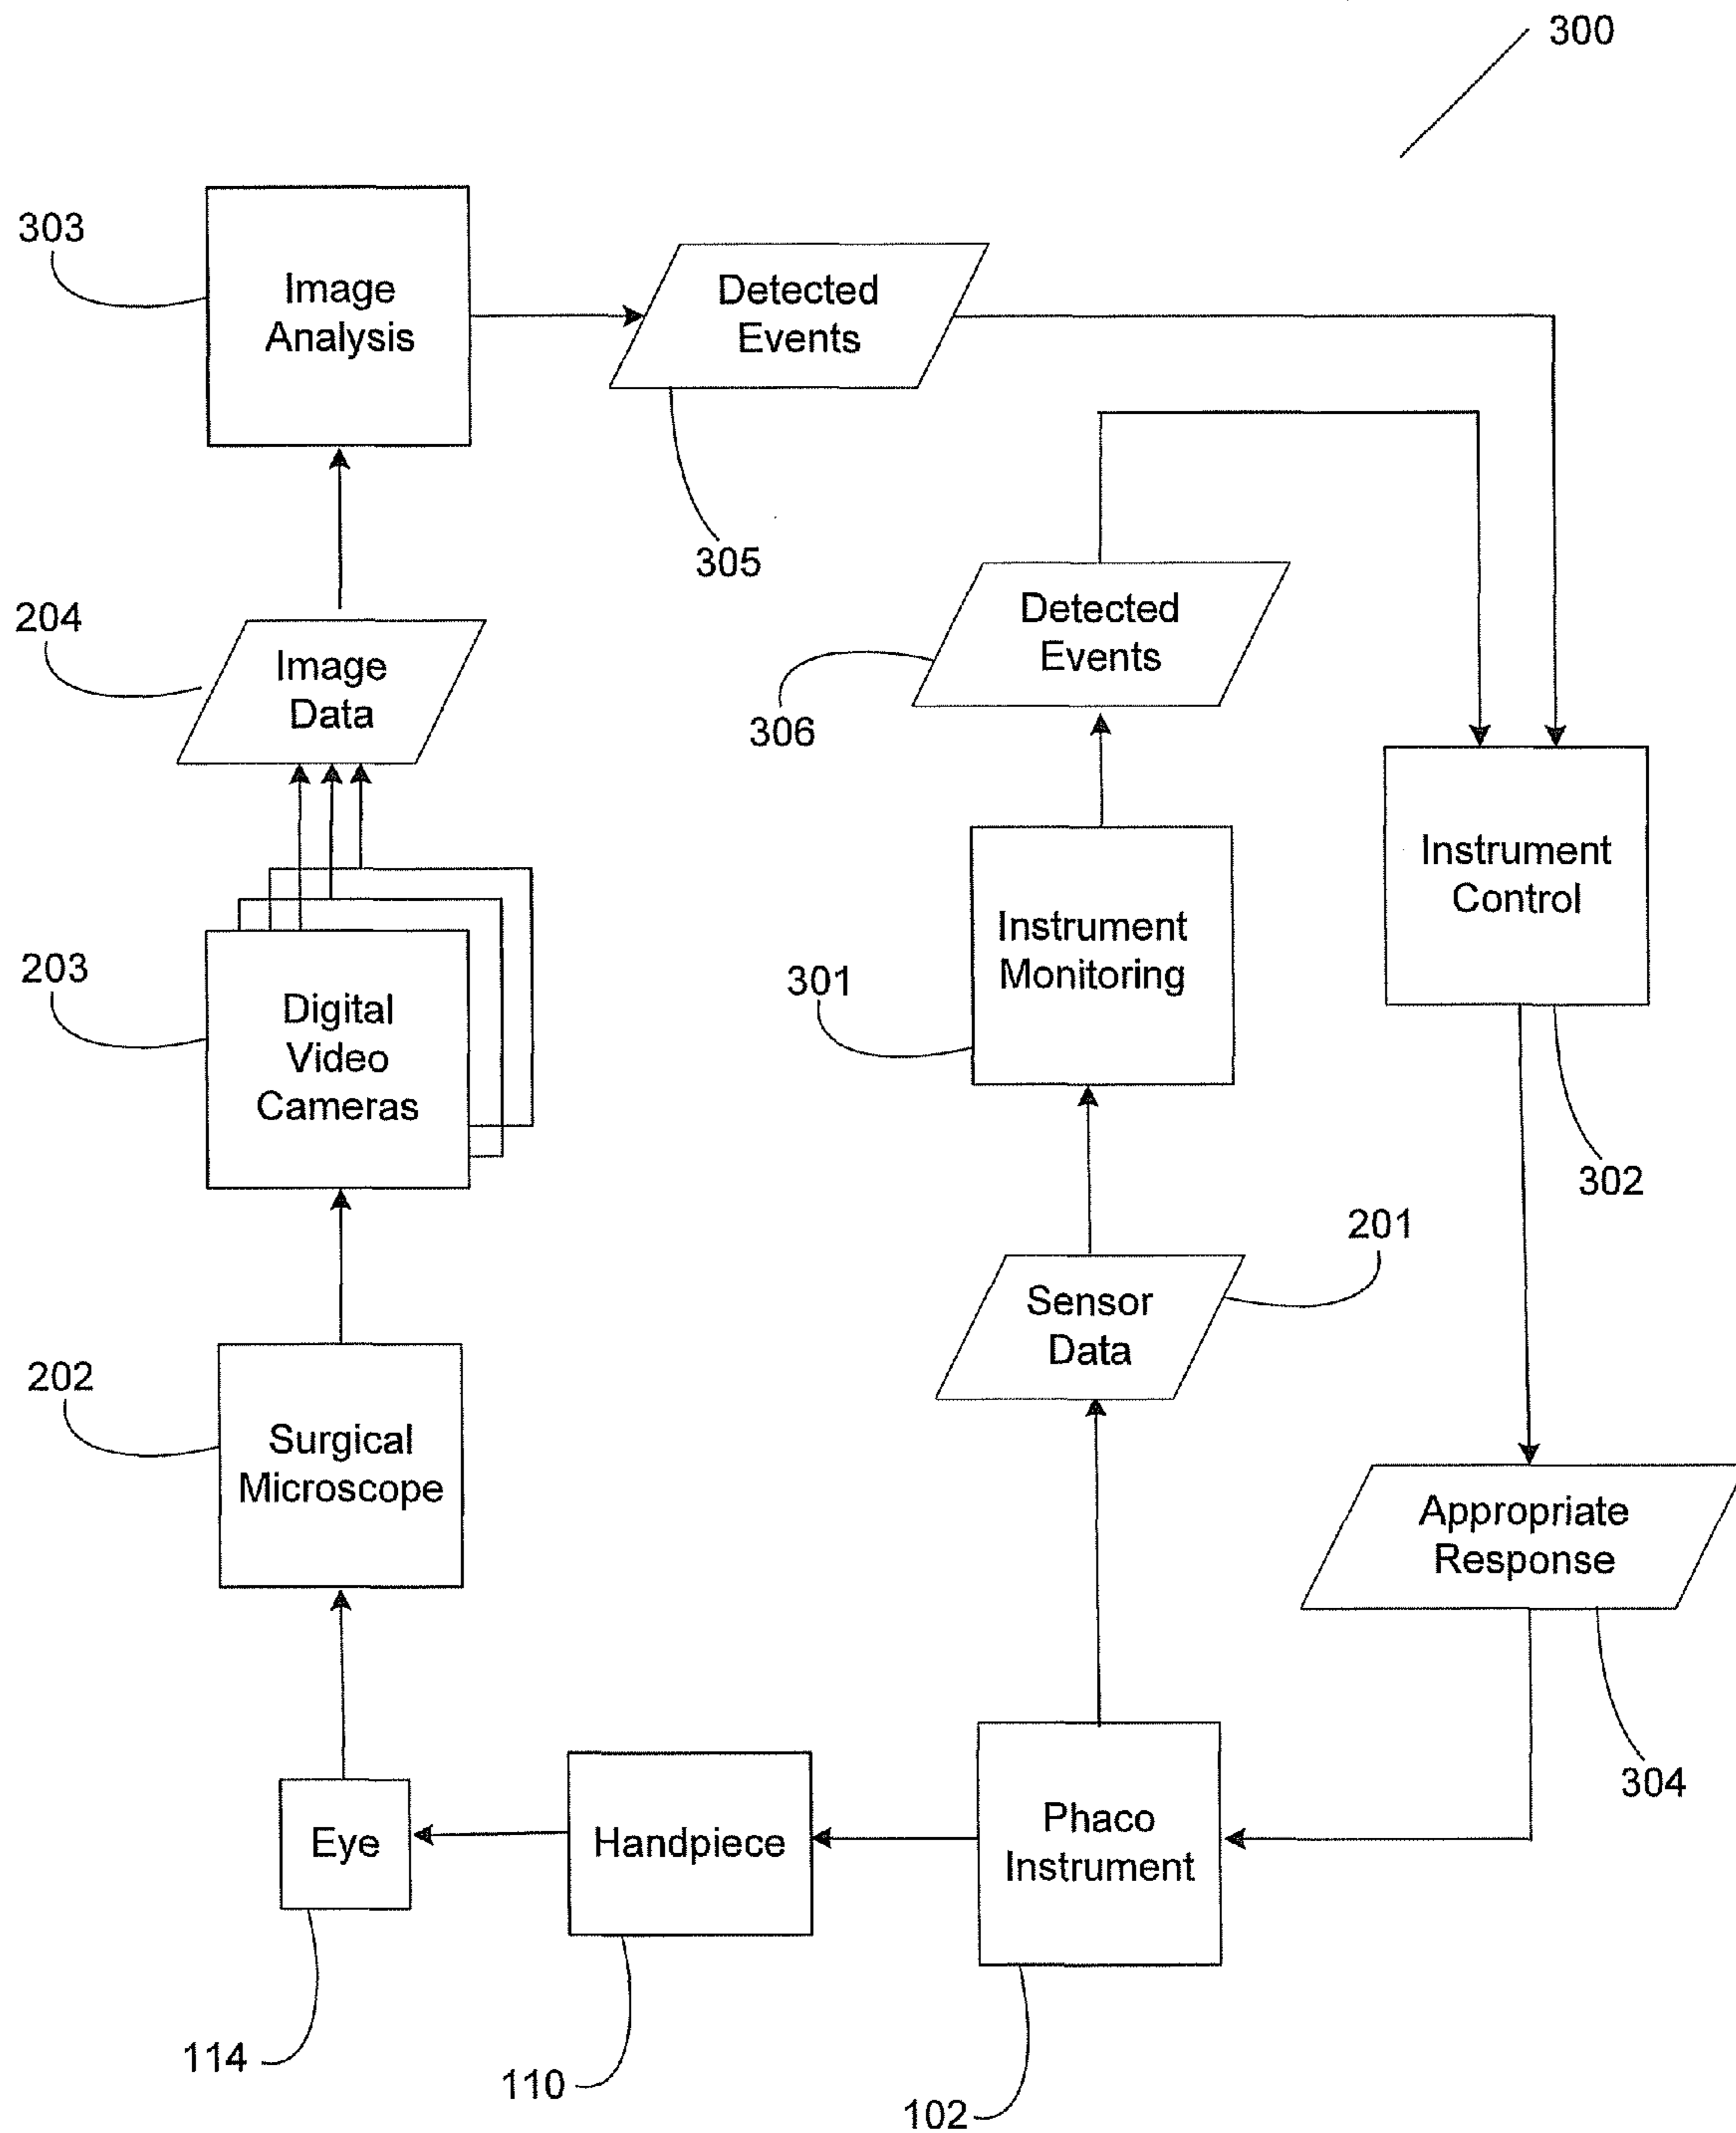 300
303
Image
Analysis
Detected
Events
305
204
Image
Data
Detected
Events
306
Instrument
Control
302
203
Digital
Video
Cameras
301
Instrument
Monitoring
201
Sensor
Data
202
Surgical
Microscope
Appropriate
Response
304
Eye
114
Handpiece
110
Phaco
Instrument
102